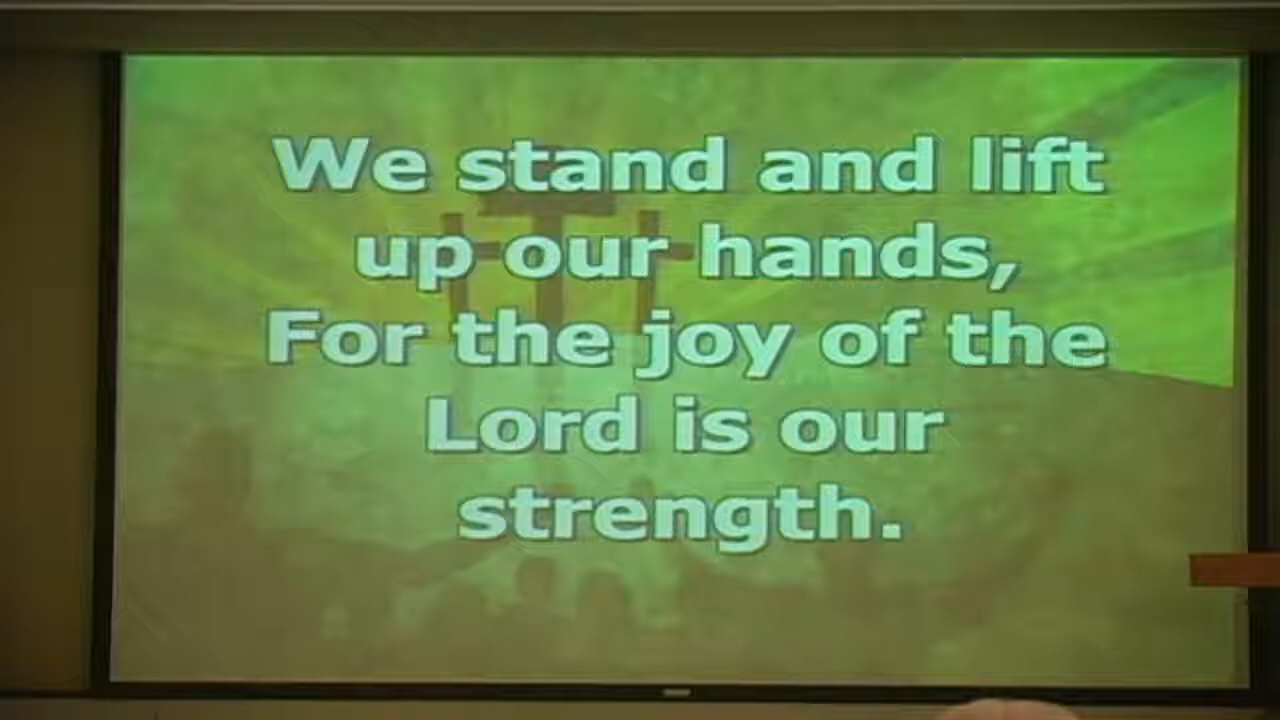 We stand and lift
up our hands,
For the joy of the
Lord is our
strength.